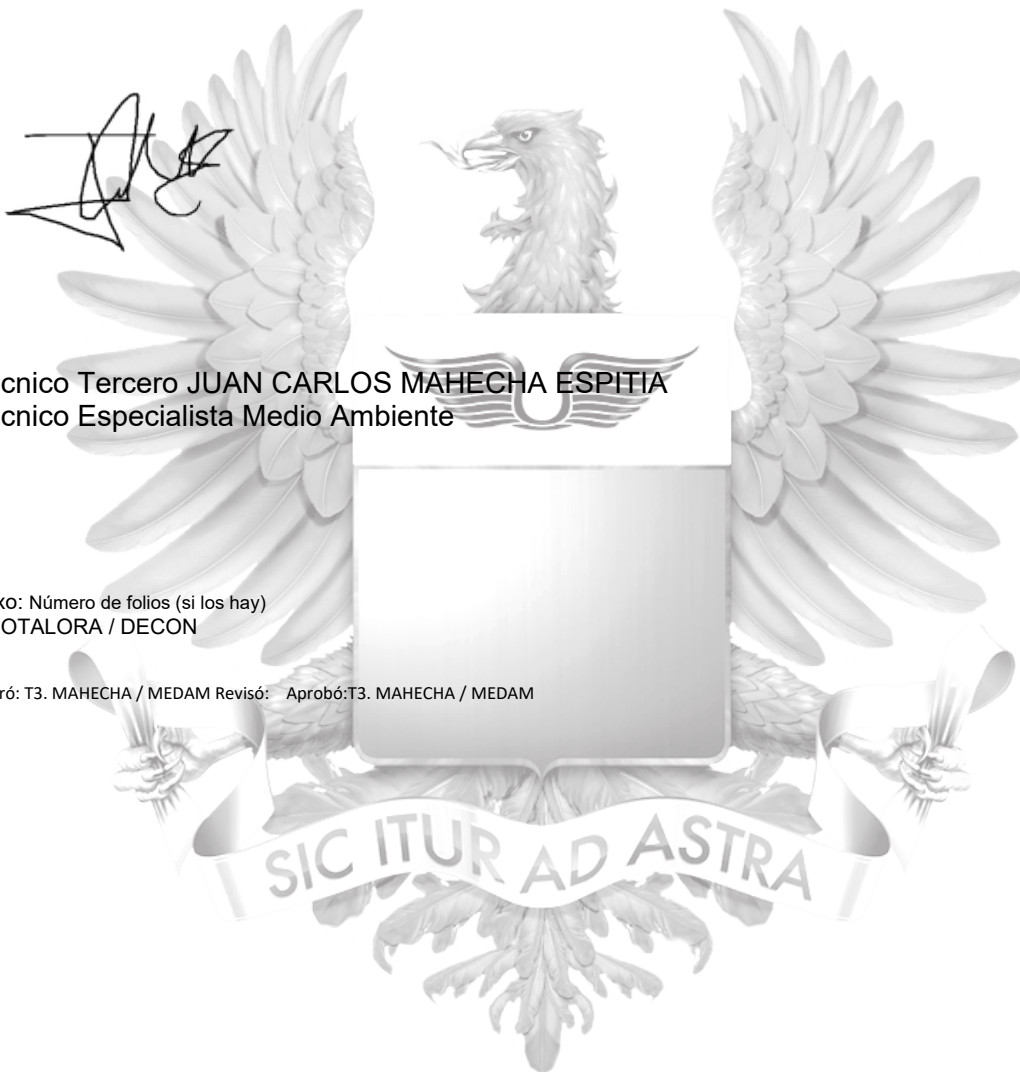 cnico Tercero JUAN CARLOS MAHECHA ESPITIA
cnico Especialista Medio Ambiente
xo: Número de folios (si los hay)
OTALORA / DECON
ró: T3. MAHECHA / MEDAM Revisó: Aprobó:T3. MAHECHA / MEDAM
SIC ITUR AD ASTRA